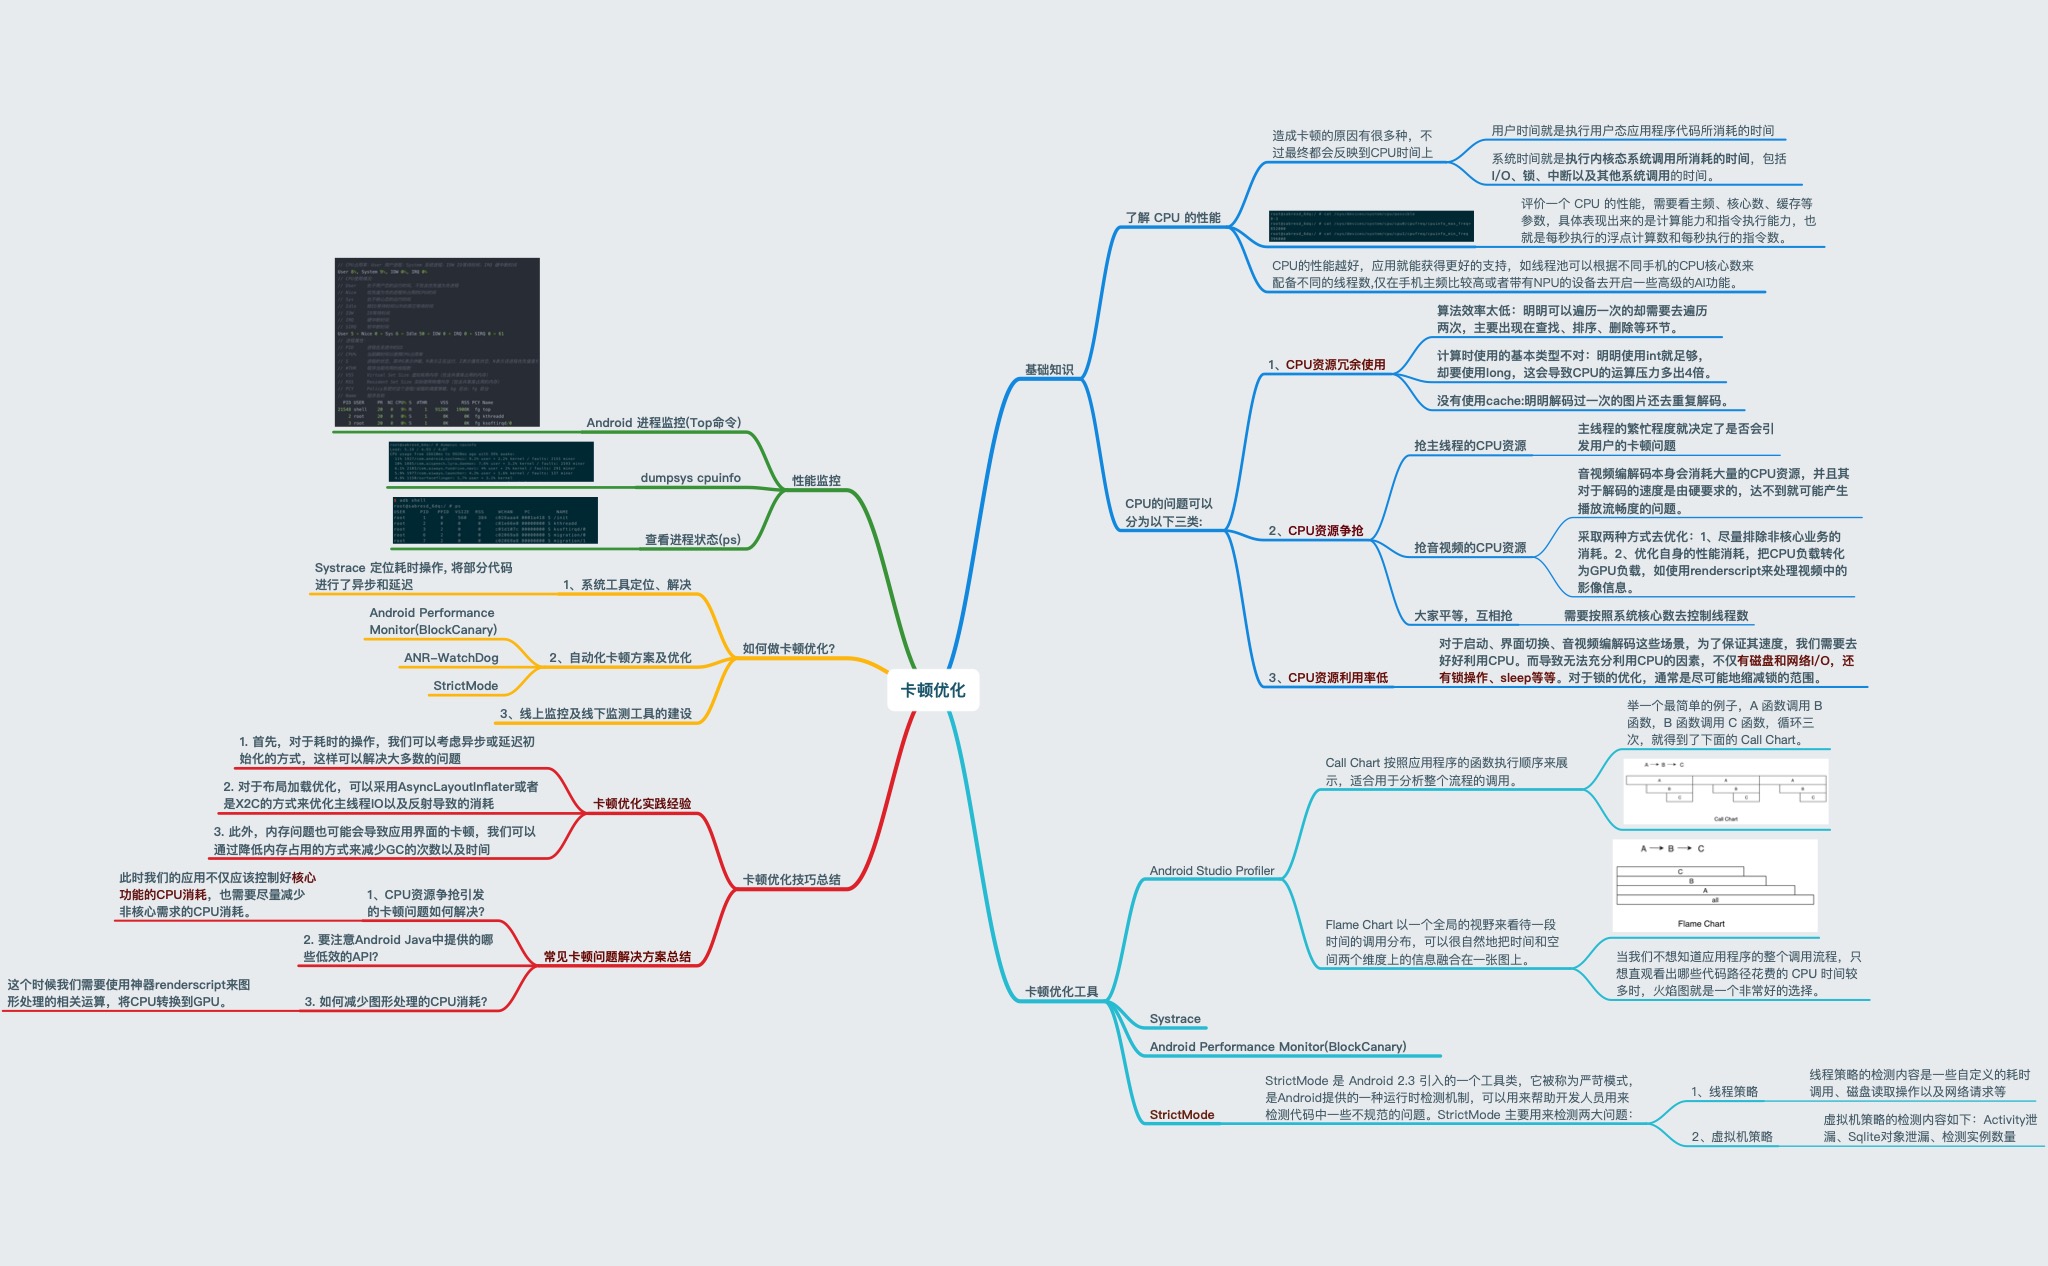 卡顿优化
基础知识
了解 CPU 的性能
造成卡顿的原因有很多种，不
过最终都会反映到CPU时间上
用户时间就是执行用户态应用程序代码所消耗的时间
系统时间就是执行内核态系统调用所消耗的时间，包括
I/O、锁、中断以及其他系统调用的时间。
评价一个 CPU 的性能，需要看主频、核心数、缓存等
参数，具体表现出来的是计算能力和指令执行能力，也
就是每秒执行的浮点计算数和每秒执行的指令数。
CPU的性能越好，应用就能获得更好的支持，如线程池可以根据不同手机的CPU核心数来
配备不同的线程数,仅在手机主频比较高或者带有NPU的设备去开启一些高级的AI功能。
CPU的问题可以
分为以下三类:
1、CPU资源冗余使用
算法效率太低：明明可以遍历一次的却需要去遍历
两次，主要出现在查找、排序、删除等环节。
计算时使用的基本类型不对：明明使用int就足够，
却要使用long，这会导致CPU的运算压力多出4倍。
没有使用cache:明明解码过一次的图片还去重复解码。
2、CPU资源争抢
抢主线程的CPU资源
主线程的繁忙程度就决定了是否会引
发用户的卡顿问题
抢音视频的CPU资源
音视频编解码本身会消耗大量的CPU资源，并且其
对于解码的速度是由硬要求的，达不到就可能产生
播放流畅度的问题。
采取两种方式去优化：1、尽量排除非核心业务的
消耗。2、优化自身的性能消耗，把CPU负载转化
为GPU负载，如使用renderscript来处理视频中的
影像信息。
大家平等，互相抢
需要按照系统核心数去控制线程数
3、CPU资源利用率低
对于启动、界面切换、音视频编解码这些场景，为了保证其速度，我们需要去
好好利用CPU。而导致无法充分利用CPU的因素，不仅有磁盘和网络I/O，还
有锁操作、sleep等等。对于锁的优化，通常是尽可能地缩减锁的范围。
卡顿优化工具
Android Studio Profiler
Call Chart 按照应用程序的函数执行顺序来展
示，适合用于分析整个流程的调用。
举一个最简单的例子，A 函数调用 B
函数，B 函数调用 C 函数，循环三
次，就得到了下面的 Call Chart。
A → B → C
A A A
B B B
C C C
Call Chart
Flame Chart 以一个全局的视野来看待一段
时间的调用分布，可以很自然地把时间和空
间两个维度上的信息融合在一张图上。
A → B → C
C
B
A
all
Flame Chart
当我们不想知道应用程序的整个调用流程，只
想直观看出哪些代码路径花费的 CPU 时间较
多时，火焰图就是一个非常好的选择。
Systrace
Android Performance Monitor(BlockCanary)
StrictMode
StrictMode 是 Android 2.3 引入的一个工具类，它被称为严苛模式，
是Android提供的一种运行时检测机制，可以用来帮助开发人员用来
检测代码中一些不规范的问题。StrictMode 主要用来检测两大问题：
1、线程策略
线程策略的检测内容是一些自定义的耗时
调用、磁盘读取操作以及网络请求等
2、虚拟机策略
虚拟机策略的检测内容如下：Activity泄
漏、Sqlite对象泄漏、检测实例数量
性能监控
Android 进程监控(Top命令)
dumpsys cpuinfo
查看进程状态(ps)
如何做卡顿优化？
1、系统工具定位、解决
Systrace 定位耗时操作, 将部分代码
进行了异步和延迟
2、自动化卡顿方案及优化
Android Performance
Monitor(BlockCanary)
ANR-WatchDog
StrictMode
3、线上监控及线下监测工具的建设
卡顿优化技巧总结
卡顿优化实践经验
1. 首先，对于耗时的操作，我们可以考虑异步或延迟初
始化的方式，这样可以解决大多数的问题
2. 对于布局加载优化，可以采用AsyncLayoutInflater或者
是X2C的方式来优化主线程IO以及反射导致的消耗
3. 此外，内存问题也可能会导致应用界面的卡顿，我们可以
通过降低内存占用的方式来减少GC的次数以及时间
常见卡顿问题解决方案总结
1、CPU资源争抢引发
的卡顿问题如何解决？
此时我们的应用不仅应该控制好核心
功能的CPU消耗，也需要尽量减少
非核心需求的CPU消耗。
2. 要注意Android Java中提供的哪
些低效的API？
3. 如何减少图形处理的CPU消耗？
这个时候我们需要使用神器renderscript来图
形处理的相关运算，将CPU转换到GPU。